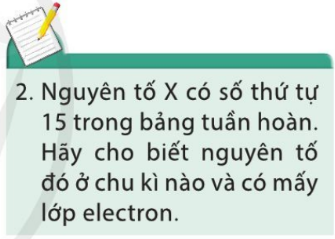 2. Nguyên tố X có số thứ tự
15 trong bảng tuần hoàn.
Hãy cho biết nguyên tố
đó ở chu kì nào và có mấy
lớp electron.